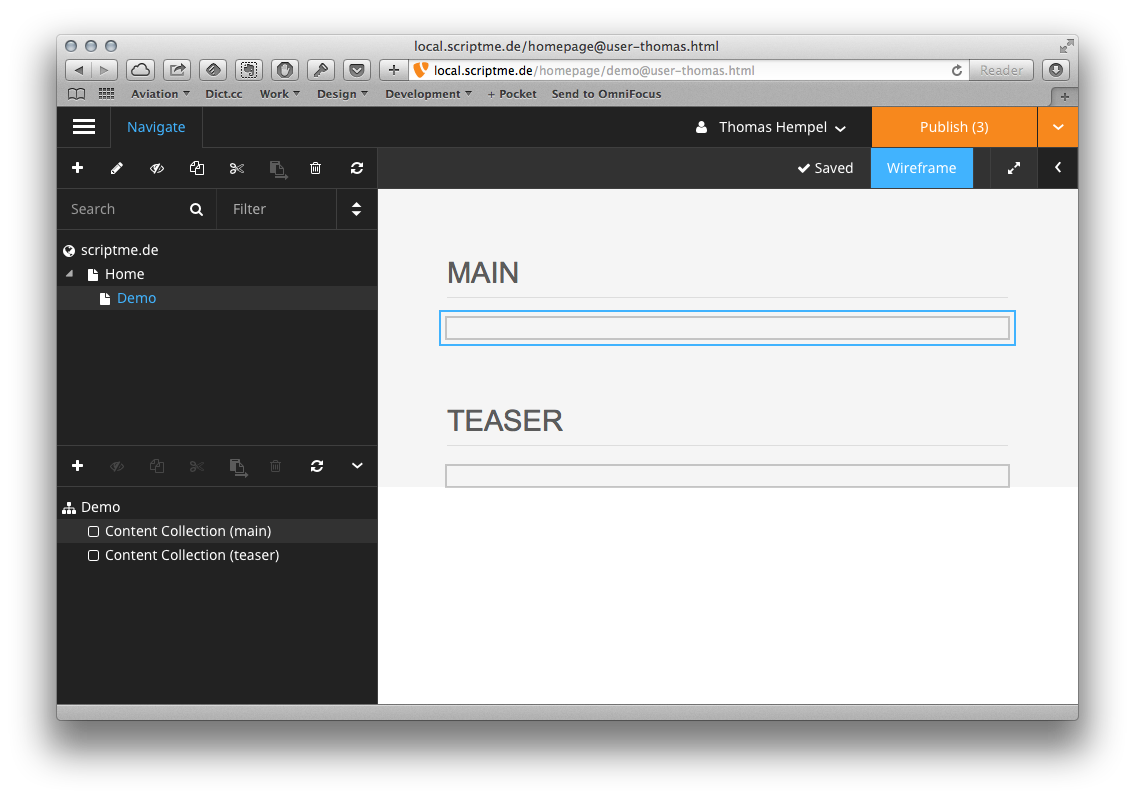 local.scriptme.de/homepage@user-thomas.html
local.scriptme.de/homepage/demo@user-thomas.html
Reader
Aviation Dict.cc Work Design Development + Pocket Send to OmniFocus
Navigate
Thomas Hempel
Publish (3)
Saved
Wireframe
Search
Filter
scriptme.de
Home
Demo
MAIN
TEASER
Demo
Content Collection (main)
Content Collection (teaser)